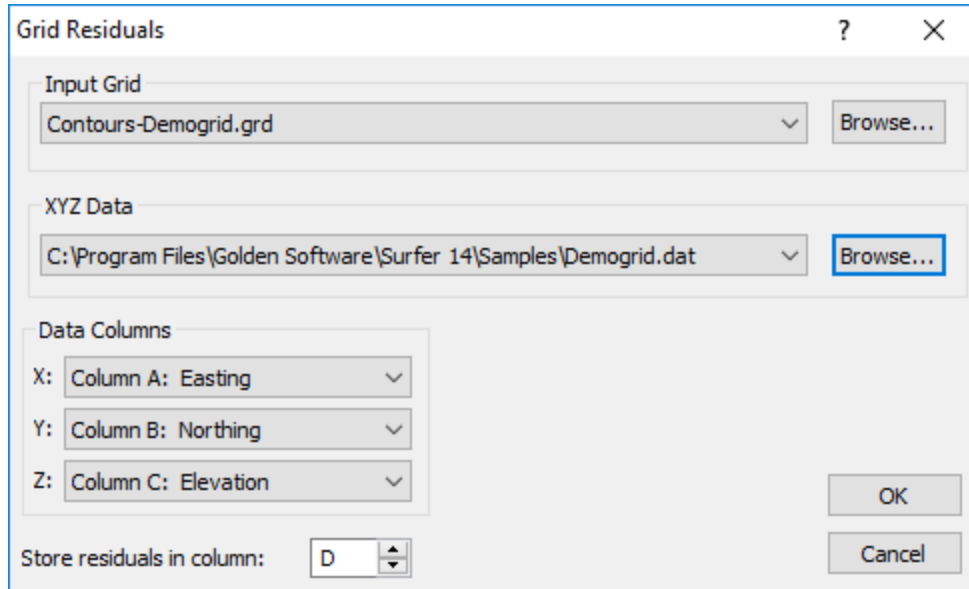 Grid Residuals ?
Input Grid
Contours-Demogrid.grd Browse...
XYZ Data
C:\Program Files\Golden Software\Surfer 14\Samples\Demogrid.dat Browse...
Data Columns
X: Column A: Easting
Y: Column B: Northing
Z: Column C: Elevation
OK
Store residuals in column: D
Cancel